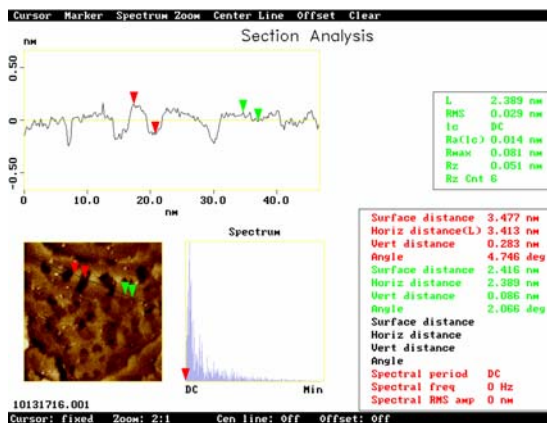 Cursor Marker Spectrum Zoom Center Line Offset Clear
Section Analysis
nM
0.50
0
-0.50
0 10.0 20.0 30.0 40.0
nM
L 2.389 nM
RMS 0.029 nM
lc DC
Ra(lc) 0.014 nM
Rmax 0.081 nM
Rz 0.051 nM
Rz Cnt 6
Spectrum
DC Min
Surface distance 3.477 nM
Horiz distance(L) 3.413 nM
Vert distance 0.283 nM
Angle 4.746 deg
Surface distance 2.416 nM
Horiz distance 2.389 nM
Vert distance 0.086 nM
Angle 2.066 deg
Surface distance
Horiz distance
Vert distance
Angle
Spectral period DC
Spectral freq 0 Hz
Spectral RMS amp 0 nM
10131716.001
Cursor: fixed Zoom: 2:1 Cen line: Off Offset: Off